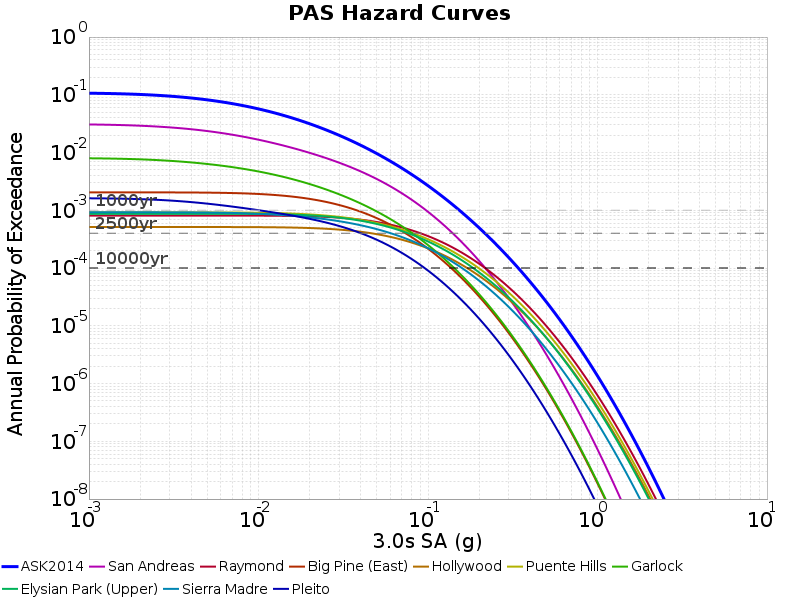 PAS Hazard Curves
Annual Probability of Exceedance
10^0
10^-1
10^-2
10^-3
10^-4
10^-5
10^-6
10^-7
10^-8
1000yr
2500yr
10000yr
10^-3 10^-2 10^-1 10^0 10^1
3.0s SA (g)
ASK2014 San Andreas Raymond Big Pine (East) Hollywood Puente Hills Garlock
Elysian Park (Upper) Sierra Madre Pleito